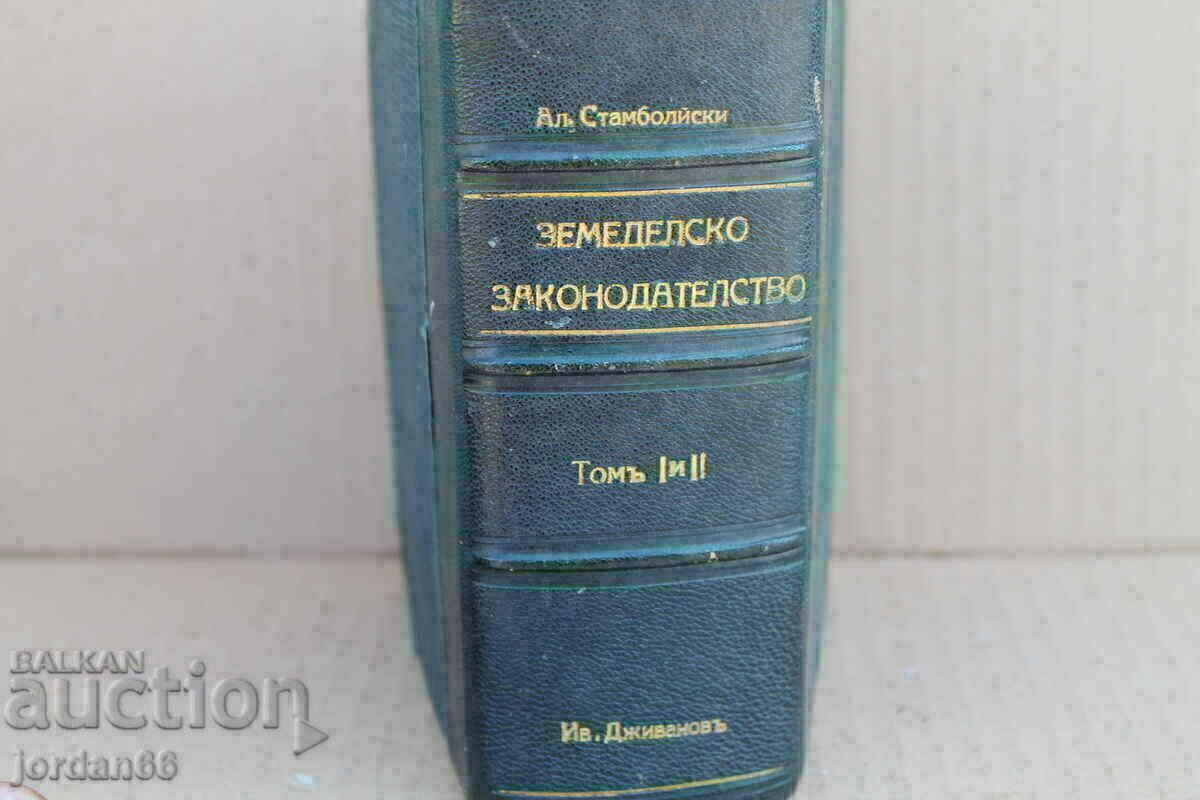 Ал. Стамболийски
ЗЕМЕДЕЛСКО
ЗАКОНОДАТЕЛСТВО
Томъ I и II
Ив. Дживановъ
BALKAN
auction
jordan66